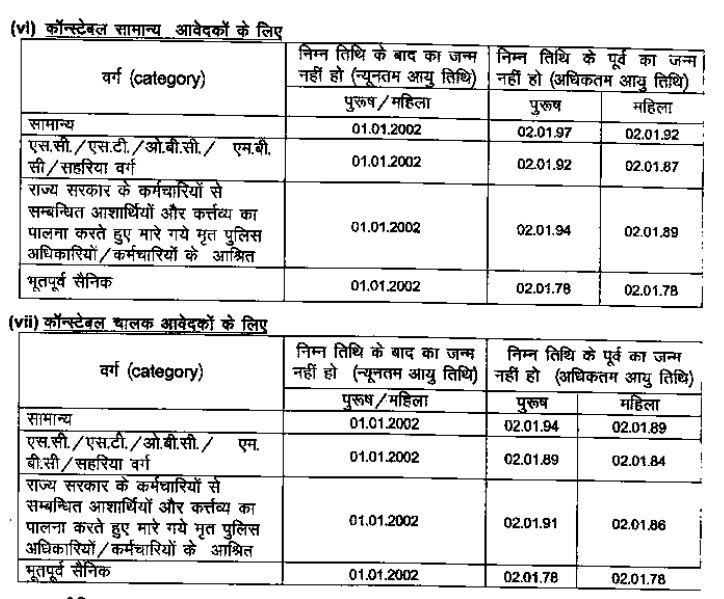 (vi) कॉन्स्टेबल सामान्य आवेदकों के लिए
वर्ग (category)
निम्न तिथि के बाद का जन्म
नहीं हो (न्यूनतम आयु तिथि)
निम्न तिथि के पूर्व का जन्म
नहीं हो (अधिकतम आयु तिथि)
पुरूष/महिला
पुरूष
महिला
सामान्य
01.01.2002
02.01.97
02.01.92
एस.सी./एस.टी./ओ.बी.सी./ एम.बी.
सी/सहरिया वर्ग
01.01.2002
02.01.92
02.01.87
राज्य सरकार के कर्मचारियों से
सम्बन्धित आशार्थियों और कर्त्तव्य का
पालना करते हुए मारे गये मृत पुलिस
अधिकारियों/कर्मचारियों के आश्रित
01.01.2002
02.01.94
02.01.89
भूतपूर्व सैनिक
01.01.2002
02.01.78
02.01.78
(vii) कॉन्स्टेबल चालक आवेदकों के लिए
वर्ग (category)
निम्न तिथि के बाद का जन्म
नहीं हो (न्यूनतम आयु तिथि)
निम्न तिथि के पूर्व का जन्म
नहीं हो (अधिकतम आयु तिथि)
पुरूष/महिला
पुरूष
महिला
सामान्य
01.01.2002
02.01.94
02.01.89
एस.सी./एस.टी./ओ.बी.सी./ एम.
बी.सी/सहरिया वर्ग
01.01.2002
02.01.89
02.01.84
राज्य सरकार के कर्मचारियों से
सम्बन्धित आशार्थियों और कर्त्तव्य का
पालना करते हुए मारे गये मृत पुलिस
अधिकारियों/कर्मचारियों के आश्रित
01.01.2002
02.01.91
02.01.86
भूतपूर्व सैनिक
01.01.2002
02.01.78
02.01.78